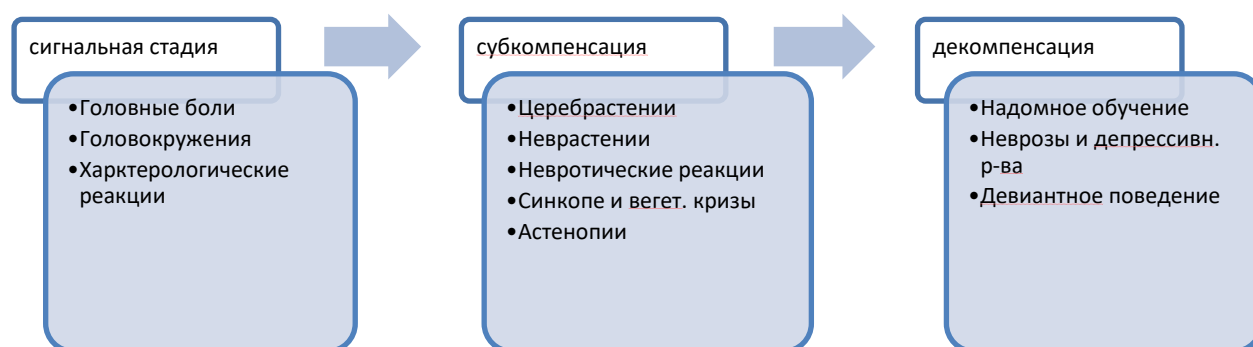 сигнальная стадия
•Головные боли
•Головокружения
•Харктерологические
реакции
субкомпенсация
•Церебрастении
•Неврастении
•Невротические реакции
•Синкопе и вегет. кризы
•Астенопии
декомпенсация
•Надомное обучение
•Неврозы и депрессивн.
р-ва
•Девиантное поведение